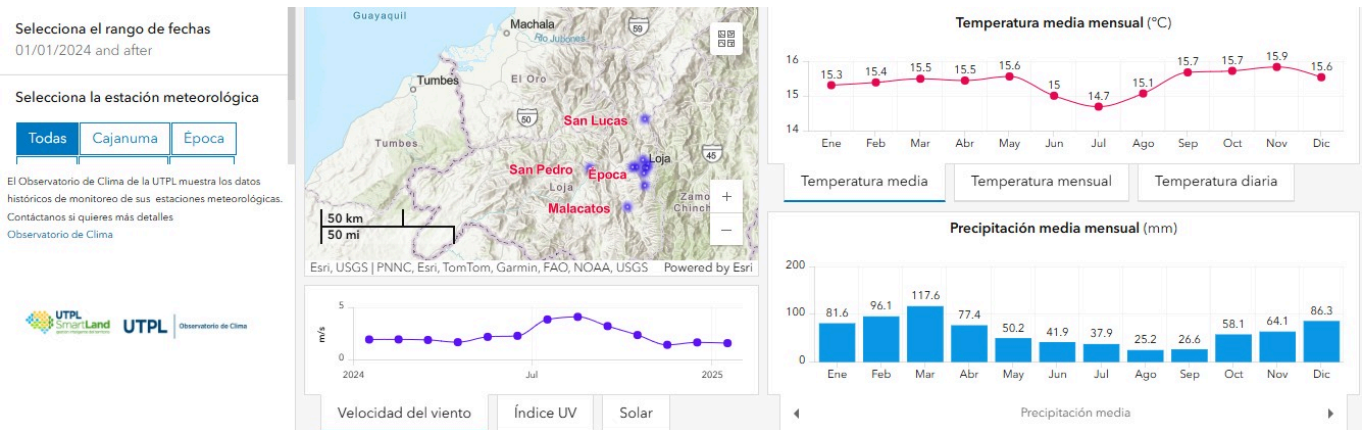 Selecciona el rango de fechas
01/01/2024 and after
Selecciona la estación meteorológica
Todas
Cajanuma
Época
El Observatorio de Clima de la UTPL muestra los datos
históricos de monitoreo de sus estaciones meteorológicas.
Contáctanos si quieres más detalles
Observatorio de Clima
UTPL
SmartLand
UTPL
Observatorio de Clima
Guayaquil
Machala
59
Río Jubones
Tumbes
El Oro
50
San Lucas
Tumbes
Loja
45
San Pedro
Época
Loja
Zamo
Chinch
Malacatos
+
−
50 km
50 mi
Esri, USGS | PNNC, Esri, TomTom, Garmin, FAO, NOAA, USGS
Powered by Esri
5
m/s
0
2024
Jul
2025
Velocidad del viento
Índice UV
Solar
Temperatura media mensual (°C)
16
15
14
15.3 15.4 15.5 15.5 15.6 15 14.7 15.1 15.7 15.7 15.9 15.6
Ene Feb Mar Abr May Jun Jul Ago Sep Oct Nov Dic
Temperatura media
Temperatura mensual
Temperatura diaria
Precipitación media mensual (mm)
200
100
0
81.6 96.1 117.6 77.4 50.2 41.9 37.9 25.2 26.6 58.1 64.1 86.3
Ene Feb Mar Abr May Jun Jul Ago Sep Oct Nov Dic
Precipitación media